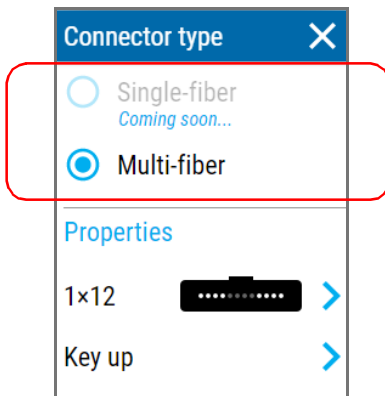 Connector type
Single-fiber
Coming soon...
Multi-fiber
Properties
1×12
Key up